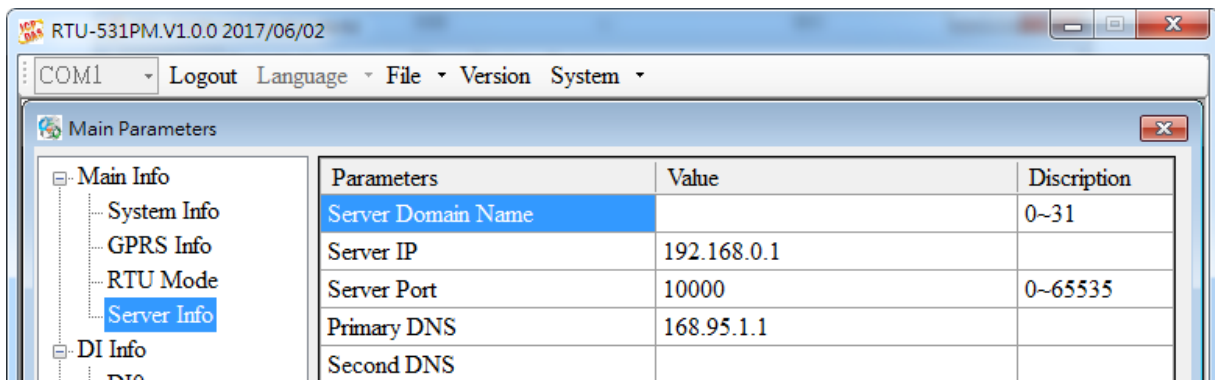 RTU-531PM.V1.0.0 2017/06/02
COM1 Logout Language File Version System
Main Parameters
Main Info
System Info
GPRS Info
RTU Mode
Server Info
DI Info
Parameters Value Discription
Server Domain Name 0~31
Server IP 192.168.0.1
Server Port 10000 0~65535
Primary DNS 168.95.1.1
Second DNS